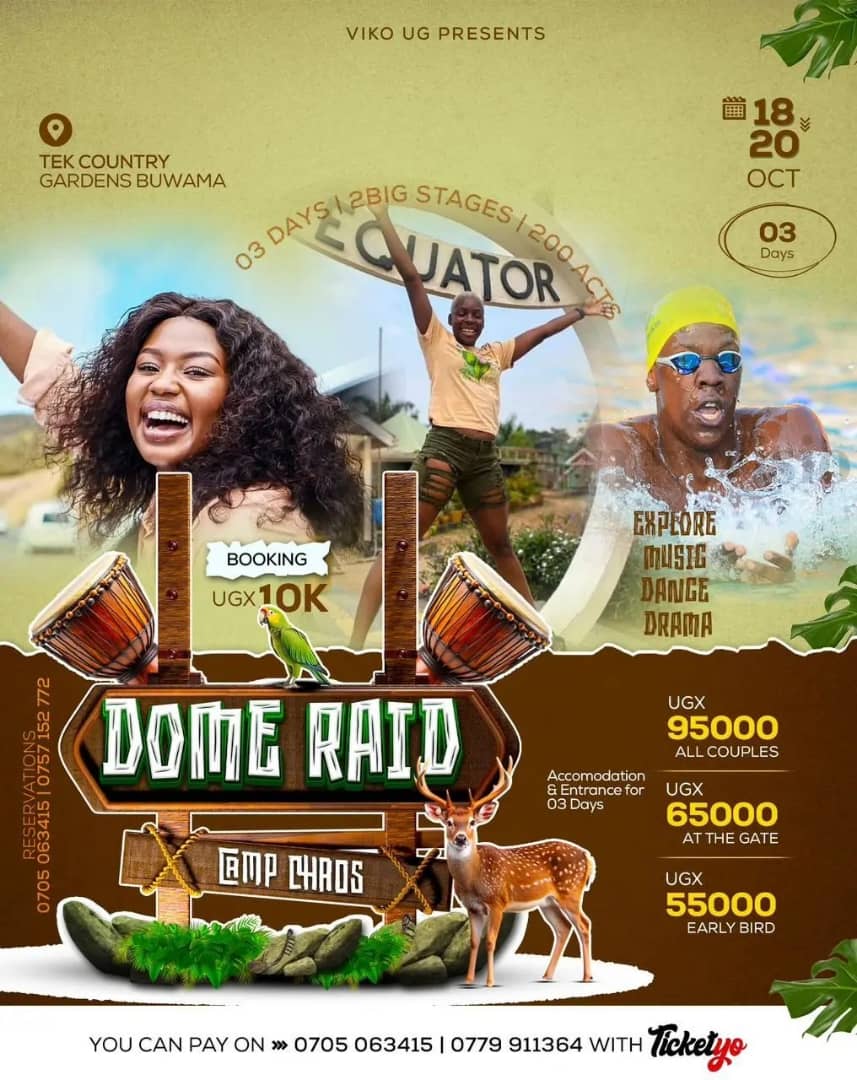 VIKO UG PRESENTS
TEK COUNTRY
GARDENS BUWAMA
18
20
OCT
03
Days
03 DAYS | 2BIG STAGES | 200 ACTS
EQUATOR
EXPLORE
MUSIC
DANCE
DRAMA
BOOKING
UGX 10K
DOME RAID
CAMP CHAOS
RESERVATIONS
0705 063415 | 0757 152 772
Accomodation
& Entrance for
03 Days
UGX
95000
ALL COUPLES
UGX
65000
AT THE GATE
UGX
55000
EARLY BIRD
YOU CAN PAY ON »» 0705 063415 | 0779 911364 WITH Ticketyo